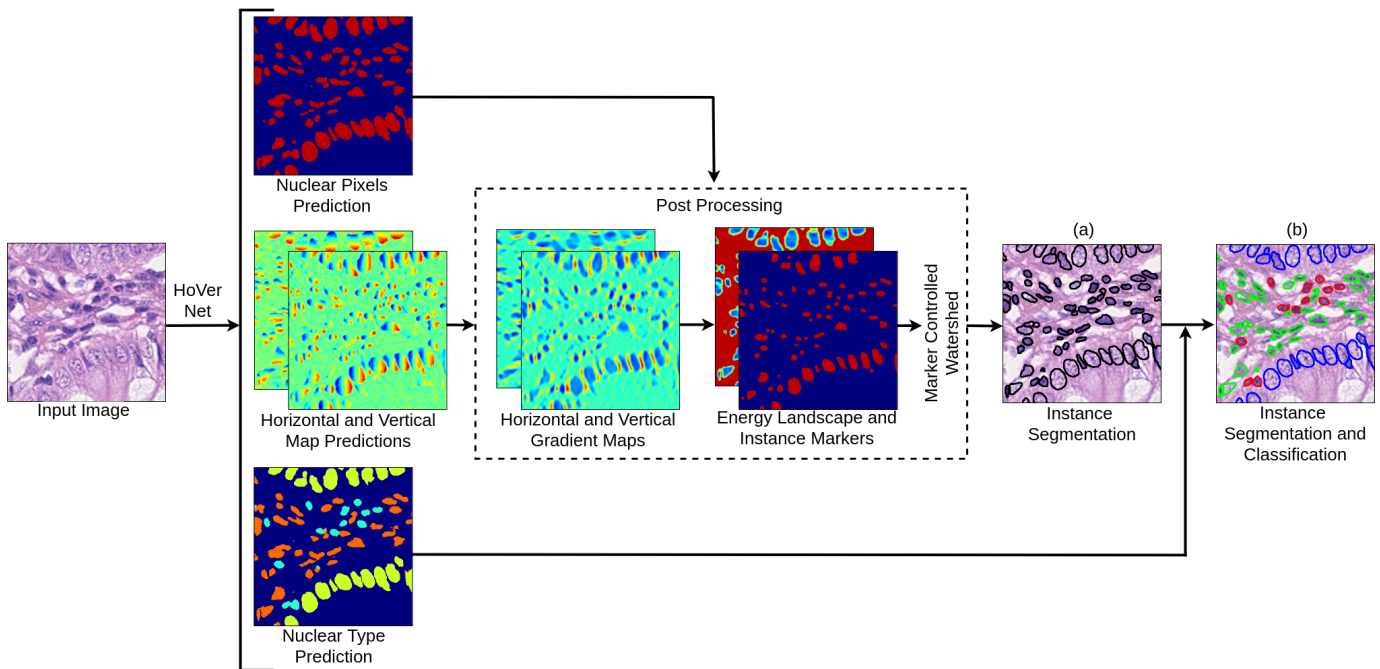 Input Image
HoVer
Net
Nuclear Pixels
Prediction
Horizontal and Vertical
Map Predictions
Nuclear Type
Prediction
Post Processing
Horizontal and Vertical
Gradient Maps
Energy Landscape and
Instance Markers
Marker Controlled
Watershed
(a)
Instance
Segmentation
(b)
Instance
Segmentation and
Classification